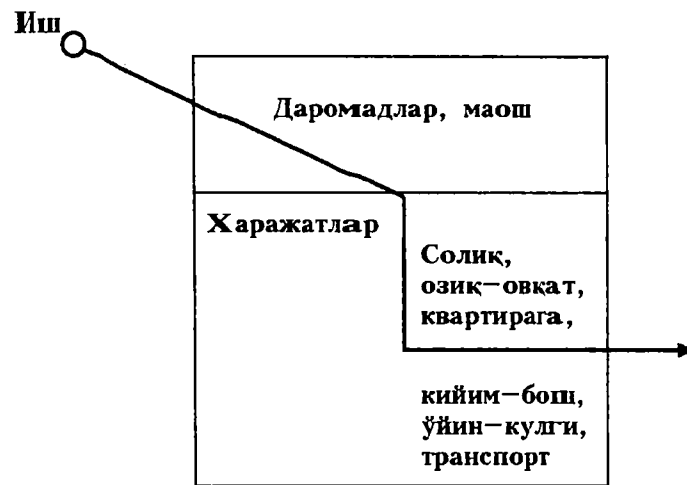 Иш
Даромадлар, маош
Харажатлар
Солиқ,
озиқ–овқат,
квартирага,
кийим–бош,
ўйин–кулги,
транспорт